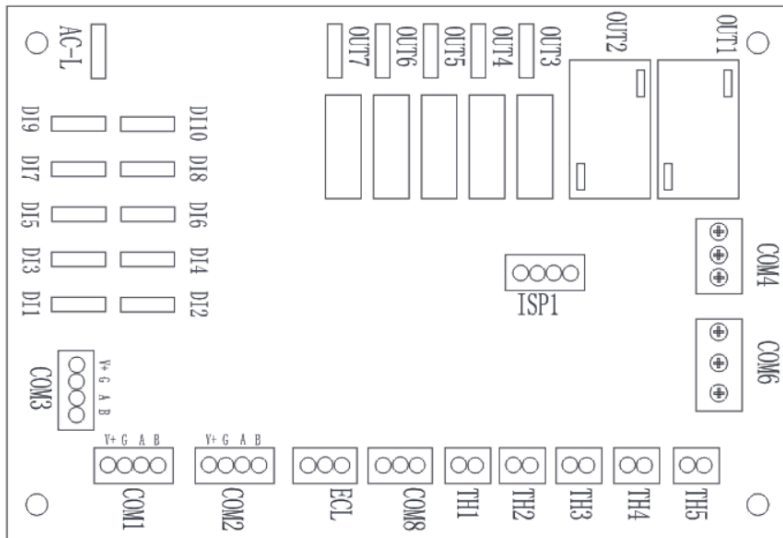 AC-L
OUT7
OUT6
OUT5
OUT4
OUT3
OUT2
OUT1
DI9
DI10
DI7
DI8
DI5
DI6
DI3
DI4
DI1
DI2
COM4
ISP1
COM6
COM3
V+ G A B
V+ G A B
V+ G A B
COM1
COM2
ECL
COM8
TH1
TH2
TH3
TH4
TH5